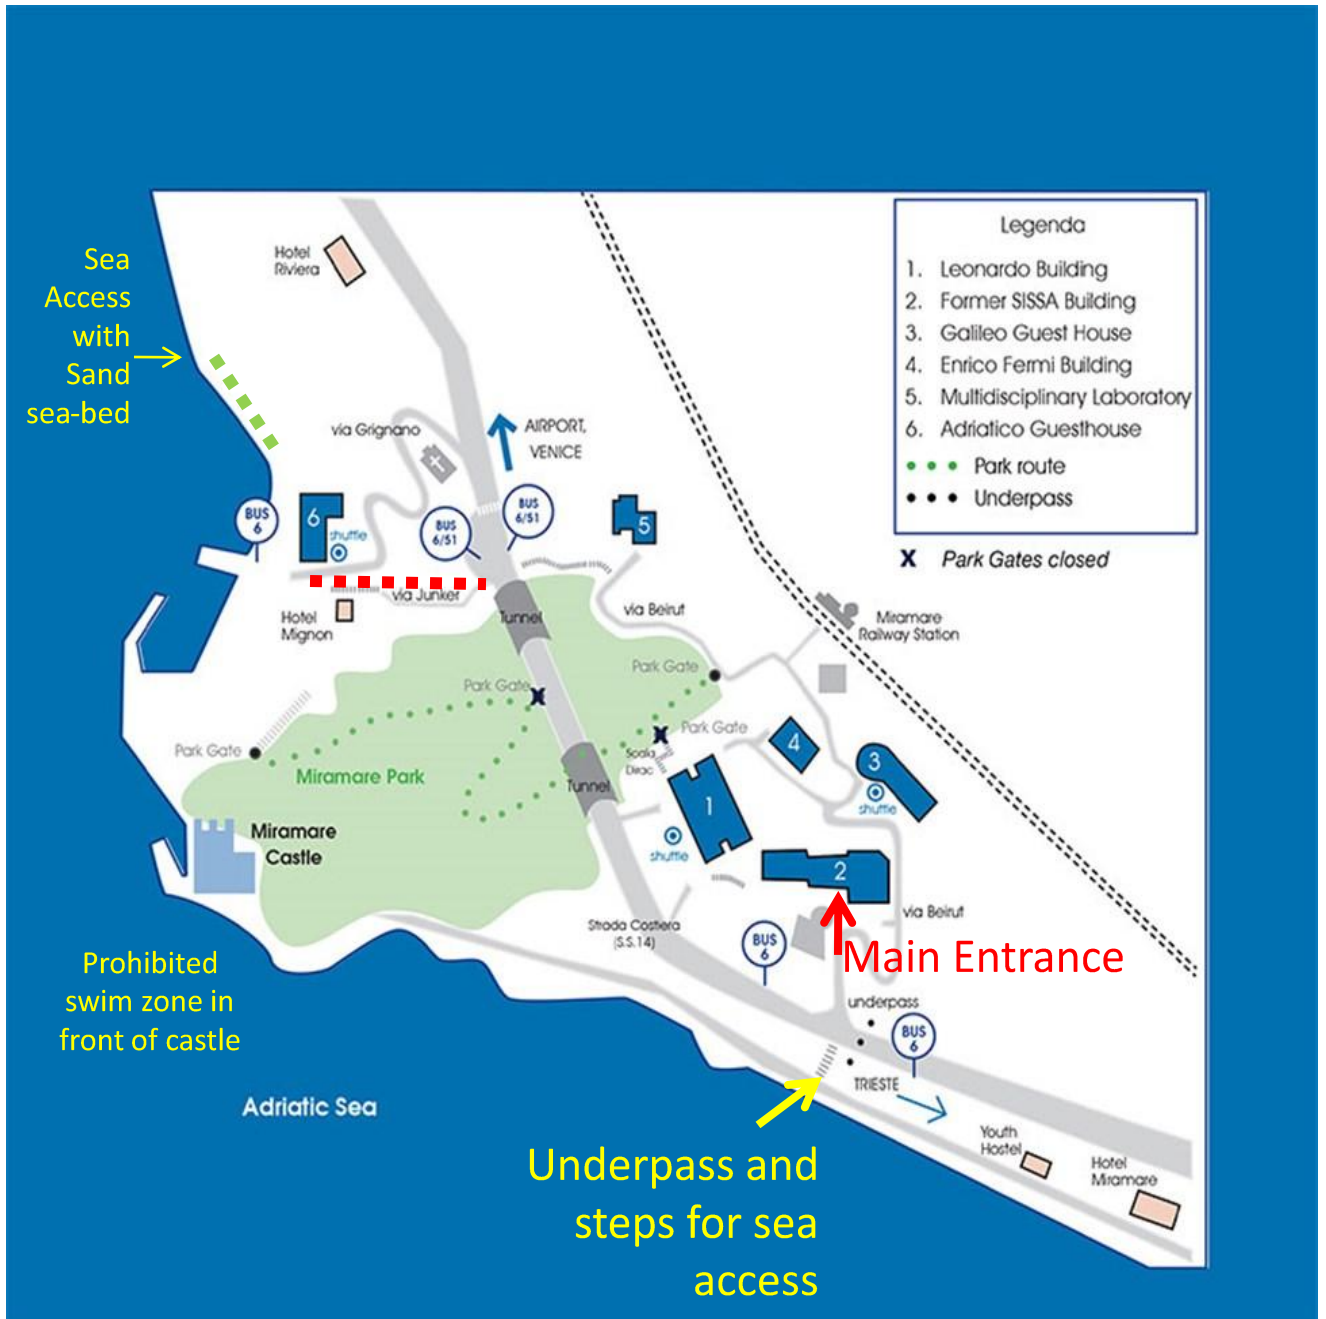 Legenda
1. Leonardo Building
2. Former SISSA Building
3. Galileo Guest House
4. Enrico Fermi Building
5. Multidisciplinary Laboratory
6. Adriatico Guesthouse
Park route
Underpass
X Park Gates closed
Hotel
Riviera
Sea
Access
with
Sand
sea-bed
via Grignano
AIRPORT,
VENICE
BUS
6
6
shuffle
BUS
6/51
BUS
6/51
5
via Junker
Hotel
Mignon
Tunnel
via Beirut
Miramare
Railway Station
Park Gate
Park Gate
X
Park Gate
X
Park Gate
Scala
Dirac
Miramare Park
Tunnel
4
3
shuffle
1
shuffle
Miramare
Castle
2
via Beirut
Strada Costiera
(S.S.14)
BUS
6
Main Entrance
Prohibited
swim zone in
front of castle
underpass
BUS
6
TRIESTE
Adriatic Sea
Youth
Hostel
Hotel
Miramare
Underpass and
steps for sea
access